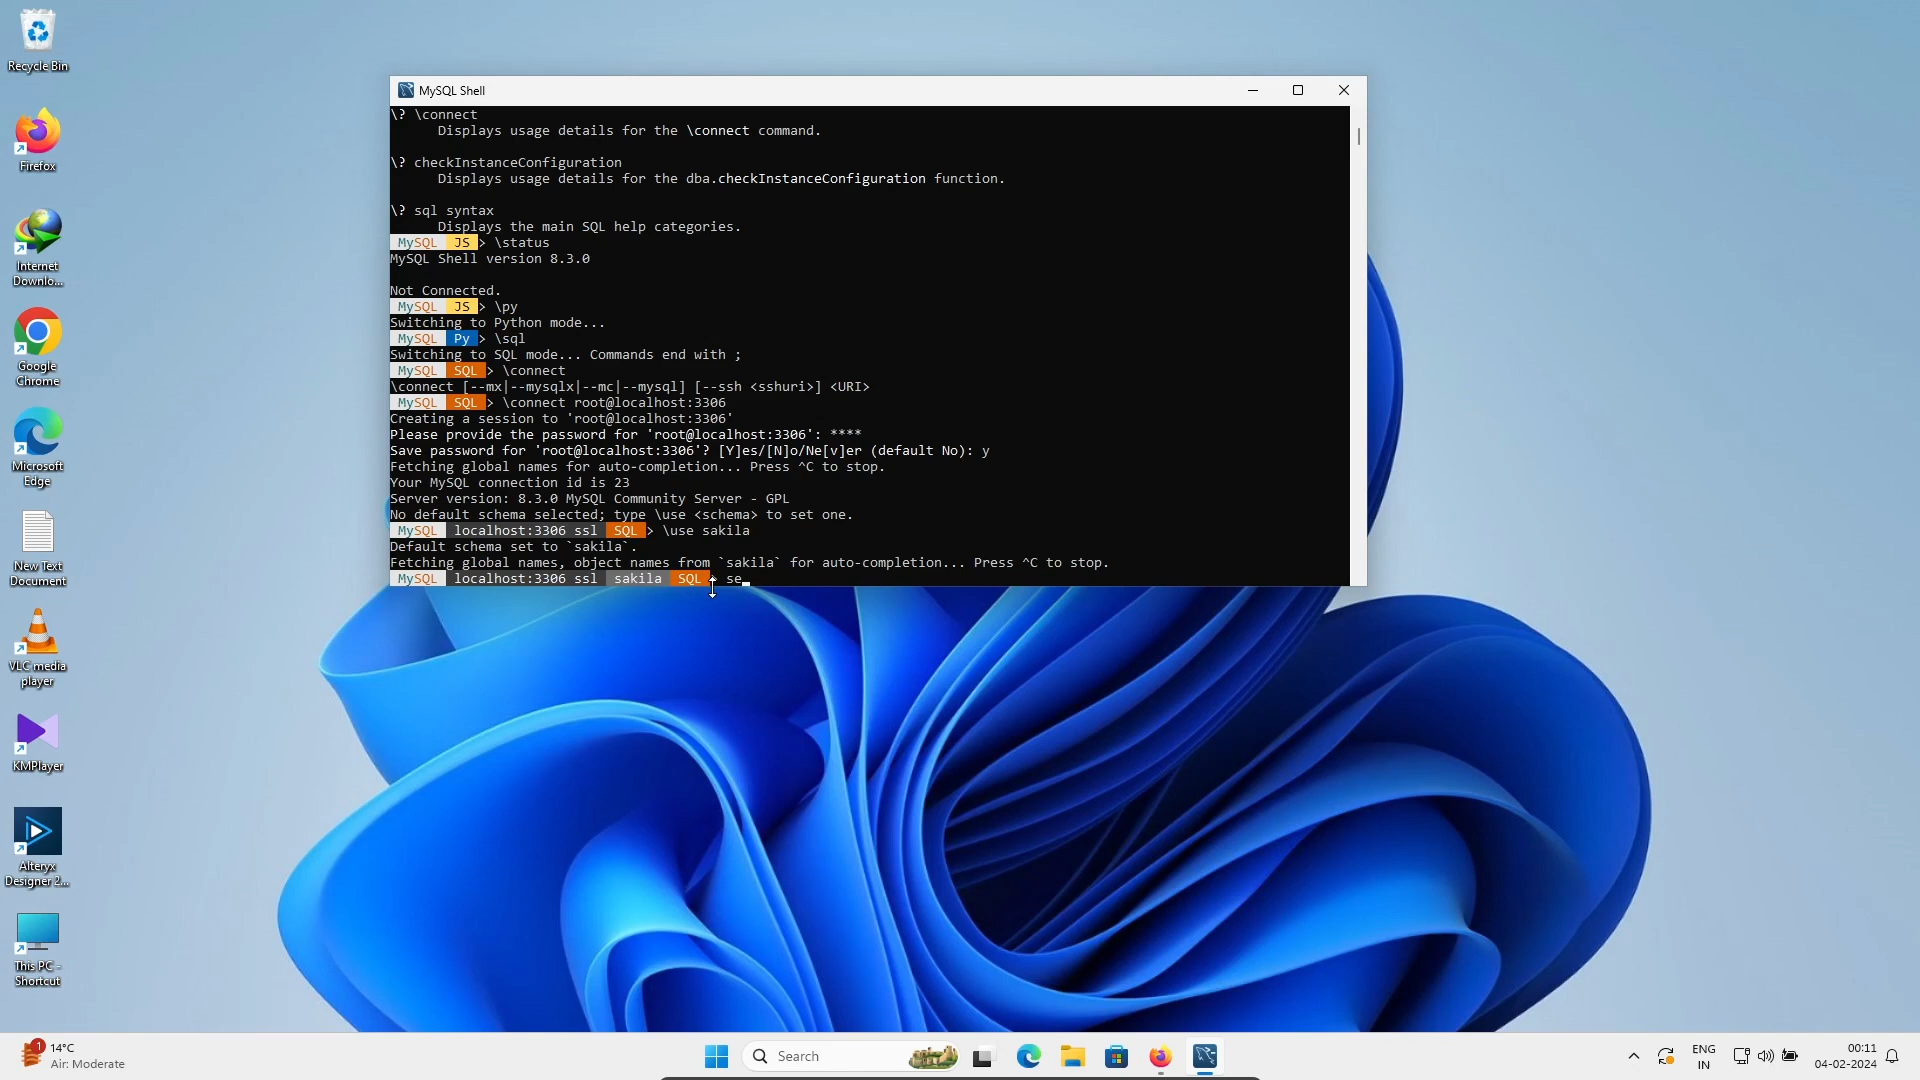 Recycle Bin
Firefox
Internet
Downlo...
Google
Chrome
Microsoft
Edge
New Text
Document
VLC media
player
KMPlayer
Alteryx
Designer 2...
This PC -
Shortcut
MySQL Shell
\? \connect
Displays usage details for the \connect command.
\? checkInstanceConfiguration
Displays usage details for the dba.checkInstanceConfiguration function.
\? sql syntax
Displays the main SQL help categories.
MySQL JS > \status
MySQL Shell version 8.3.0
Not Connected.
MySQL JS > \py
Switching to Python mode...
MySQL Py > \sql
Switching to SQL mode... Commands end with ;
MySQL SQL > \connect
\connect [--mx|--mysqlx|--mc|--mysql] [--ssh <sshuri>] <URI>
MySQL SQL > \connect root@localhost:3306
Creating a session to 'root@localhost:3306'
Please provide the password for 'root@localhost:3306': ****
Save password for 'root@localhost:3306'? [Y]es/[N]o/Ne[v]er (default No): y
Fetching global names for auto-completion... Press ^C to stop.
Your MySQL connection id is 23
Server version: 8.3.0 MySQL Community Server - GPL
No default schema selected; type \use <schema> to set one.
MySQL localhost:3306 ssl SQL > \use sakila
Default schema set to `sakila`.
Fetching global names, object names from `sakila` for auto-completion... Press ^C to stop.
MySQL localhost:3306 ssl sakila SQL > se
1
14°C
Air: Moderate
Search
ENG
IN
00:11
04-02-2024